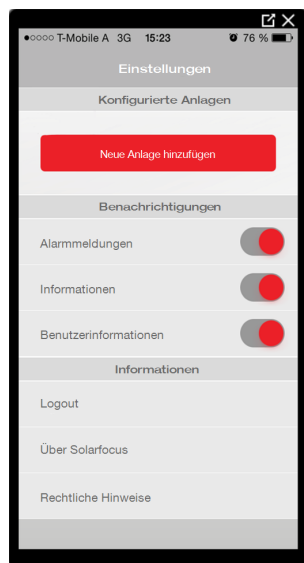 ●○○○○ T-Mobile A 3G 15:23 76 %
Einstellungen
Konfigurierte Anlagen
Neue Anlage hinzufügen
Benachrichtigungen
Alarmmeldungen
Informationen
Benutzerinformationen
Informationen
Logout
Über Solarfocus
Rechtliche Hinweise